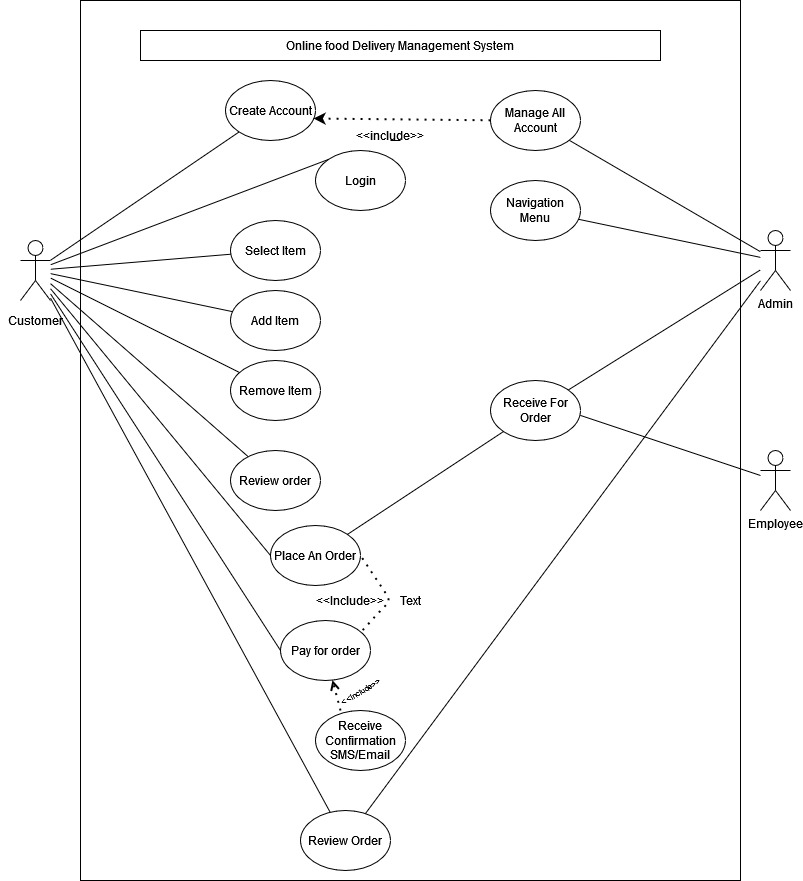 Online food Delivery Management System
Create Account
Manage All
Account
<<include>>
Login
Navigation
Menu
Select Item
Customer
Add Item
Admin
Remove Item
Receive For
Order
Review order
Employee
Place An Order
<<Include>>
Text
Pay for order
<<Include>>
Receive
Confirmation
SMS/Email
Review Order